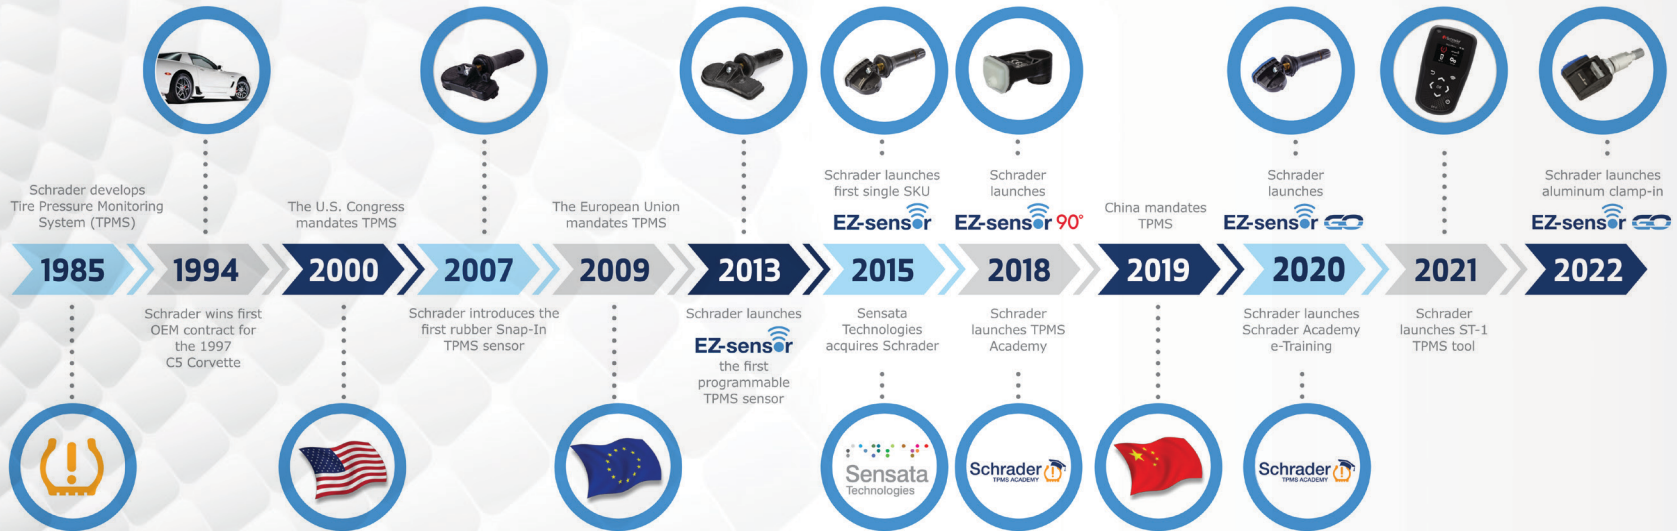 Schrader develops
Tire Pressure Monitoring
System (TPMS)
1985
1994
Schrader wins first
OEM contract for
the 1997
C5 Corvette
The U.S. Congress
mandates TPMS
2000
2007
Schrader introduces the
first rubber Snap-In
TPMS sensor
The European Union
mandates TPMS
2009
2013
Schrader launches
EZ-sensor
the first
programmable
TPMS sensor
Schrader launches
first single SKU
EZ-sensor
2015
Sensata
Technologies
acquires Schrader
Sensata
Technologies
Schrader
launches
EZ-sensor 90°
2018
Schrader
launches TPMS
Academy
Schrader
TPMS ACADEMY
China mandates
TPMS
2019
Schrader
launches
EZ-sensor GO
2020
Schrader launches
Schrader Academy
e-Training
Schrader
TPMS ACADEMY
2021
Schrader
launches ST-1
TPMS tool
Schrader launches
aluminum clamp-in
EZ-sensor GO
2022